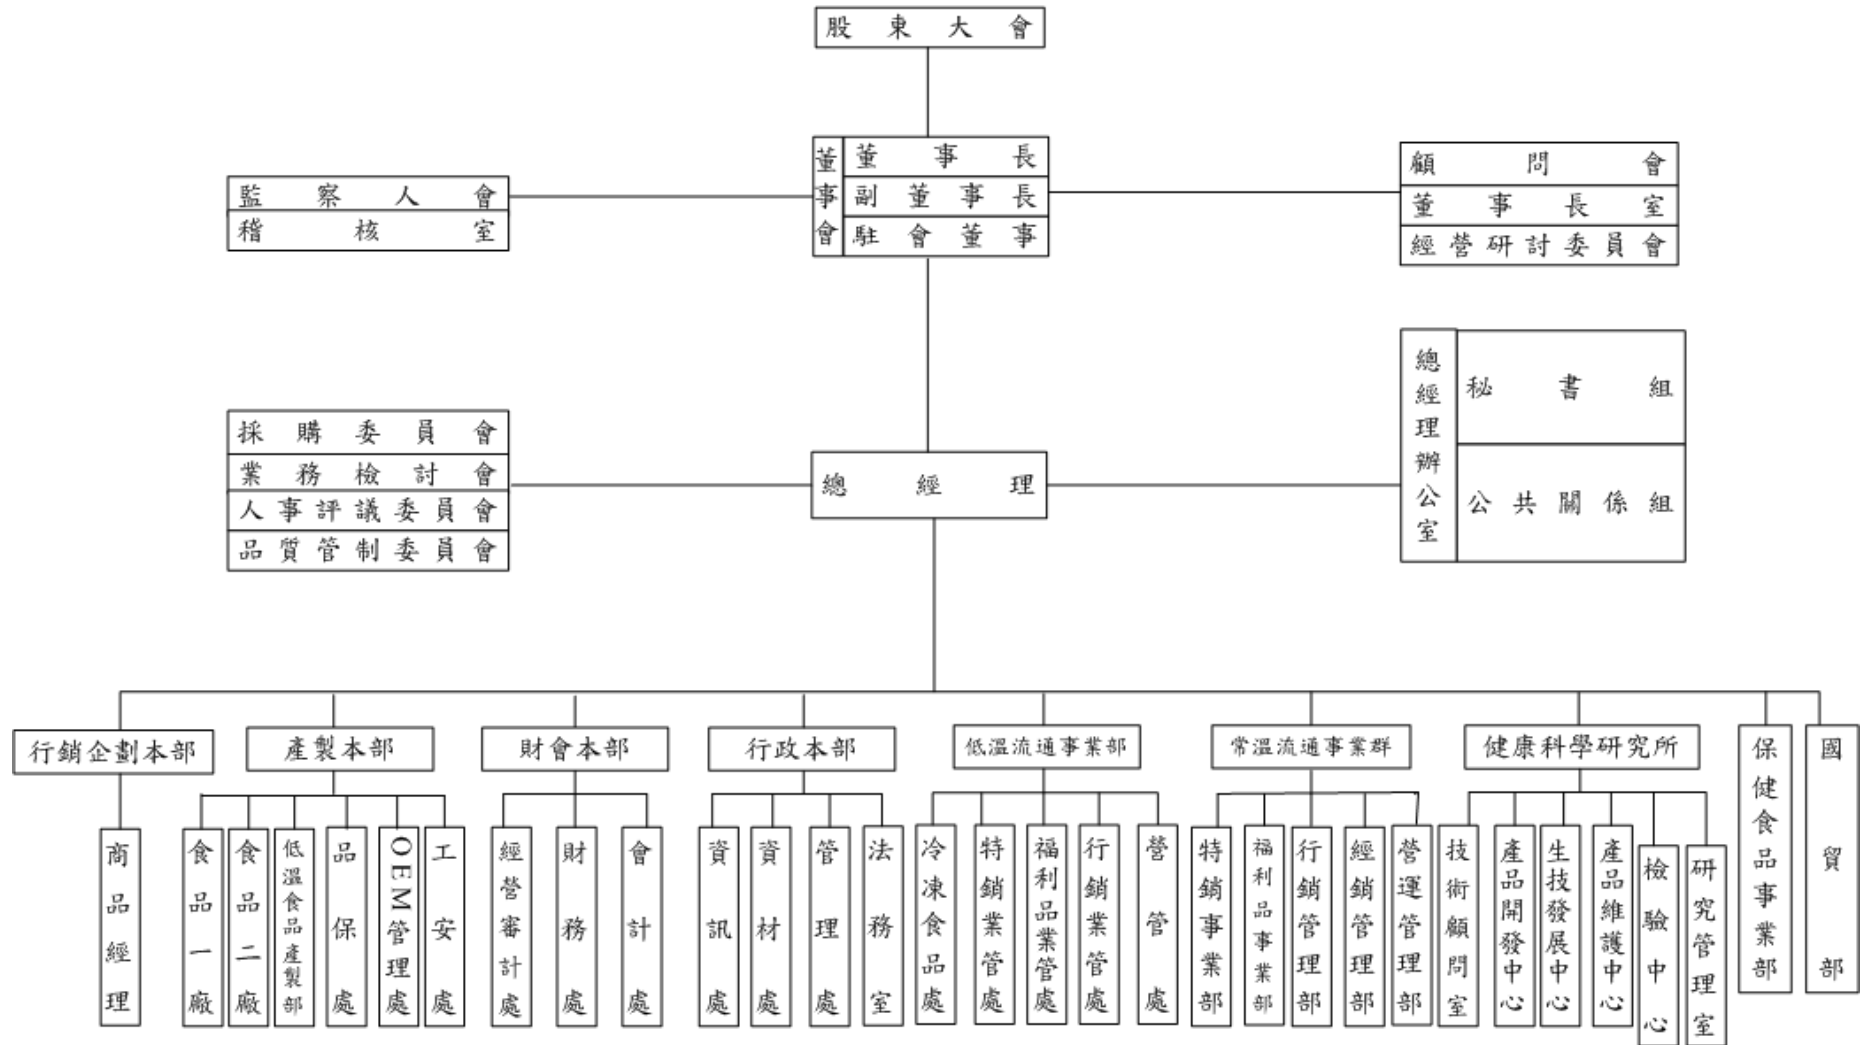 股東大會
董事會
董事長
副董事長
駐會董事
監察人會
稽核室
顧問會
董事長室
經營研討委員會
採購委員會
業務檢討會
人事評議委員會
品質管制委員會
總經理
總經理辦公室
秘書組
公共關係組
行銷企劃本部
產製本部
財會本部
行政本部
低溫流通事業部
常溫流通事業群
健康科學研究所
保健食品事業部
國貿部
商品經理
食品一廠
食品二廠
低溫食品產製部
品保處
OEM管理處
工安處
經營審計處
財務處
會計處
資訊處
資材處
管理處
法務室
冷凍食品處
特銷業管處
福利品業管處
行銷業管處
營管處
特銷事業部
福利品事業部
行銷管理部
經銷管理部
營運管理部
技術顧問室
產品開發中心
生技發展中心
產品維護中心
檢驗中心
研究管理室